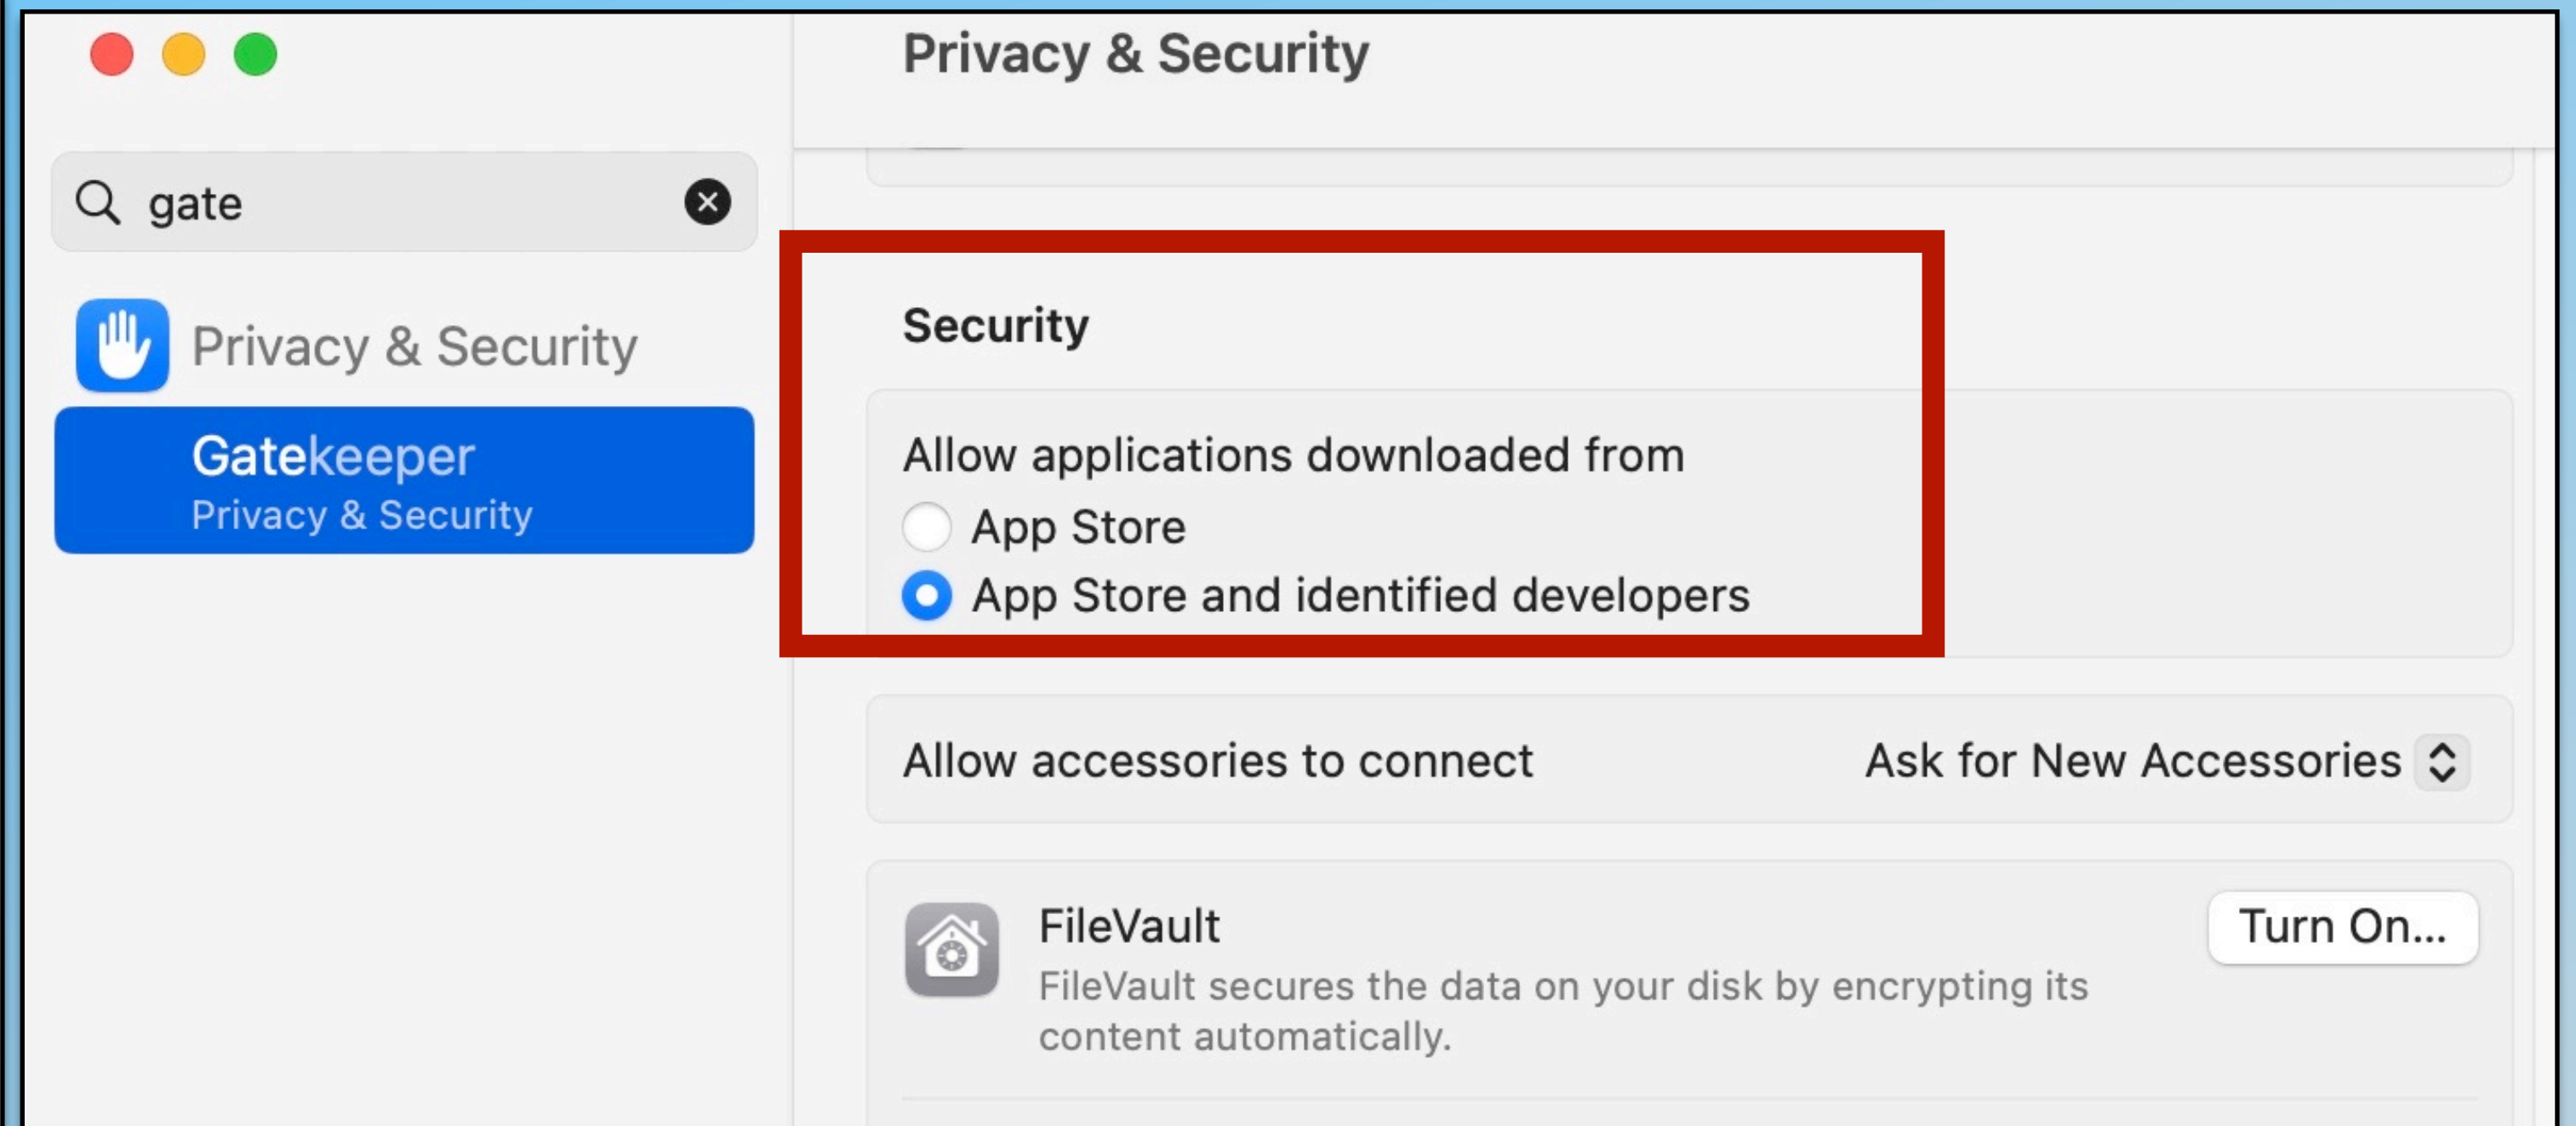 Privacy & Security
gate
Privacy & Security
Gatekeeper
Privacy & Security
Security
Allow applications downloaded from
App Store
App Store and identified developers
Allow accessories to connect
Ask for New Accessories
FileVault
Turn On...
FileVault secures the data on your disk by encrypting its
content automatically.